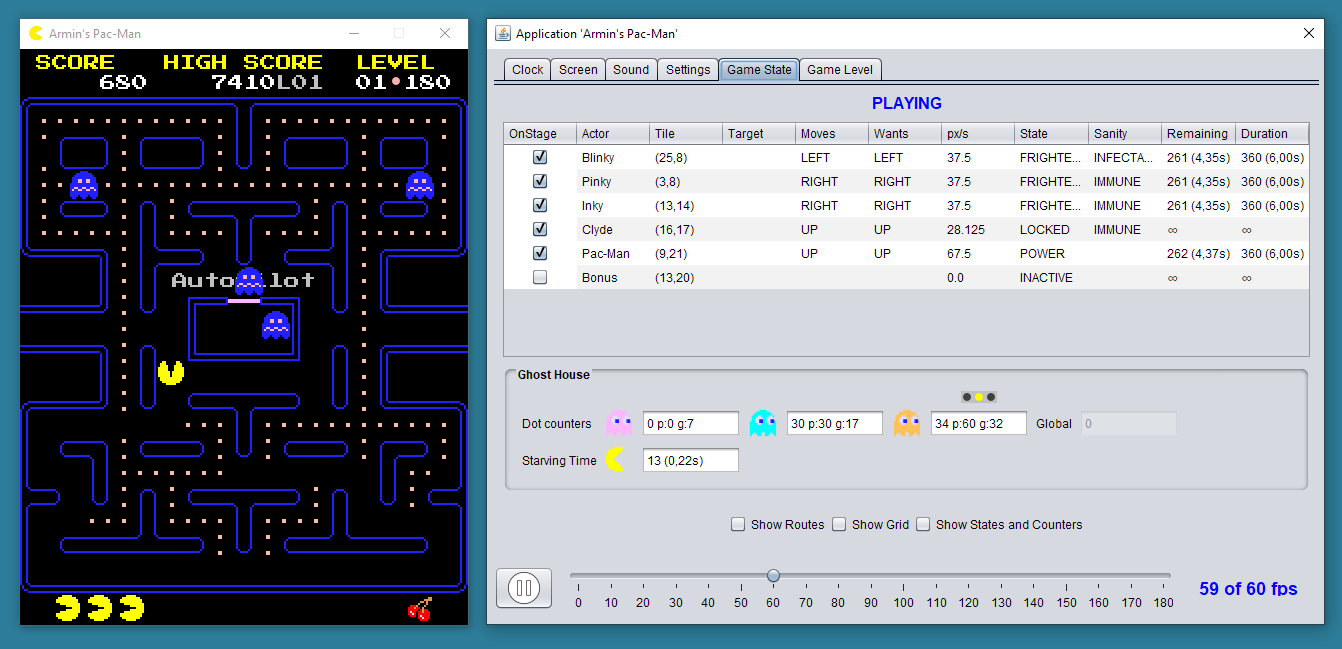 Armin's Pac-Man
SCORE HIGH SCORE LEVEL
680 7410L01 01•180
Auto lot
Application 'Armin's Pac-Man'
Clock Screen Sound Settings Game State Game Level
PLAYING
OnStage Actor Tile Target Moves Wants px/s State Sanity Remaining Duration
Blinky (25,8) LEFT LEFT 37.5 FRIGHTE... INFECTA... 261 (4,35s) 360 (6,00s)
Pinky (3,8) RIGHT RIGHT 37.5 FRIGHTE... IMMUNE 261 (4,35s) 360 (6,00s)
Inky (13,14) RIGHT RIGHT 37.5 FRIGHTE... IMMUNE 261 (4,35s) 360 (6,00s)
Clyde (16,17) UP UP 28.125 LOCKED IMMUNE ∞ ∞
Pac-Man (9,21) UP UP 67.5 POWER 262 (4,37s) 360 (6,00s)
Bonus (13,20) 0.0 INACTIVE ∞ ∞
Ghost House
Dot counters 0 p:0 g:7 30 p:30 g:17 34 p:60 g:32 Global 0
Starving Time 13 (0,22s)
Show Routes Show Grid Show States and Counters
0 10 20 30 40 50 60 70 80 90 100 110 120 130 140 150 160 170 180
59 of 60 fps